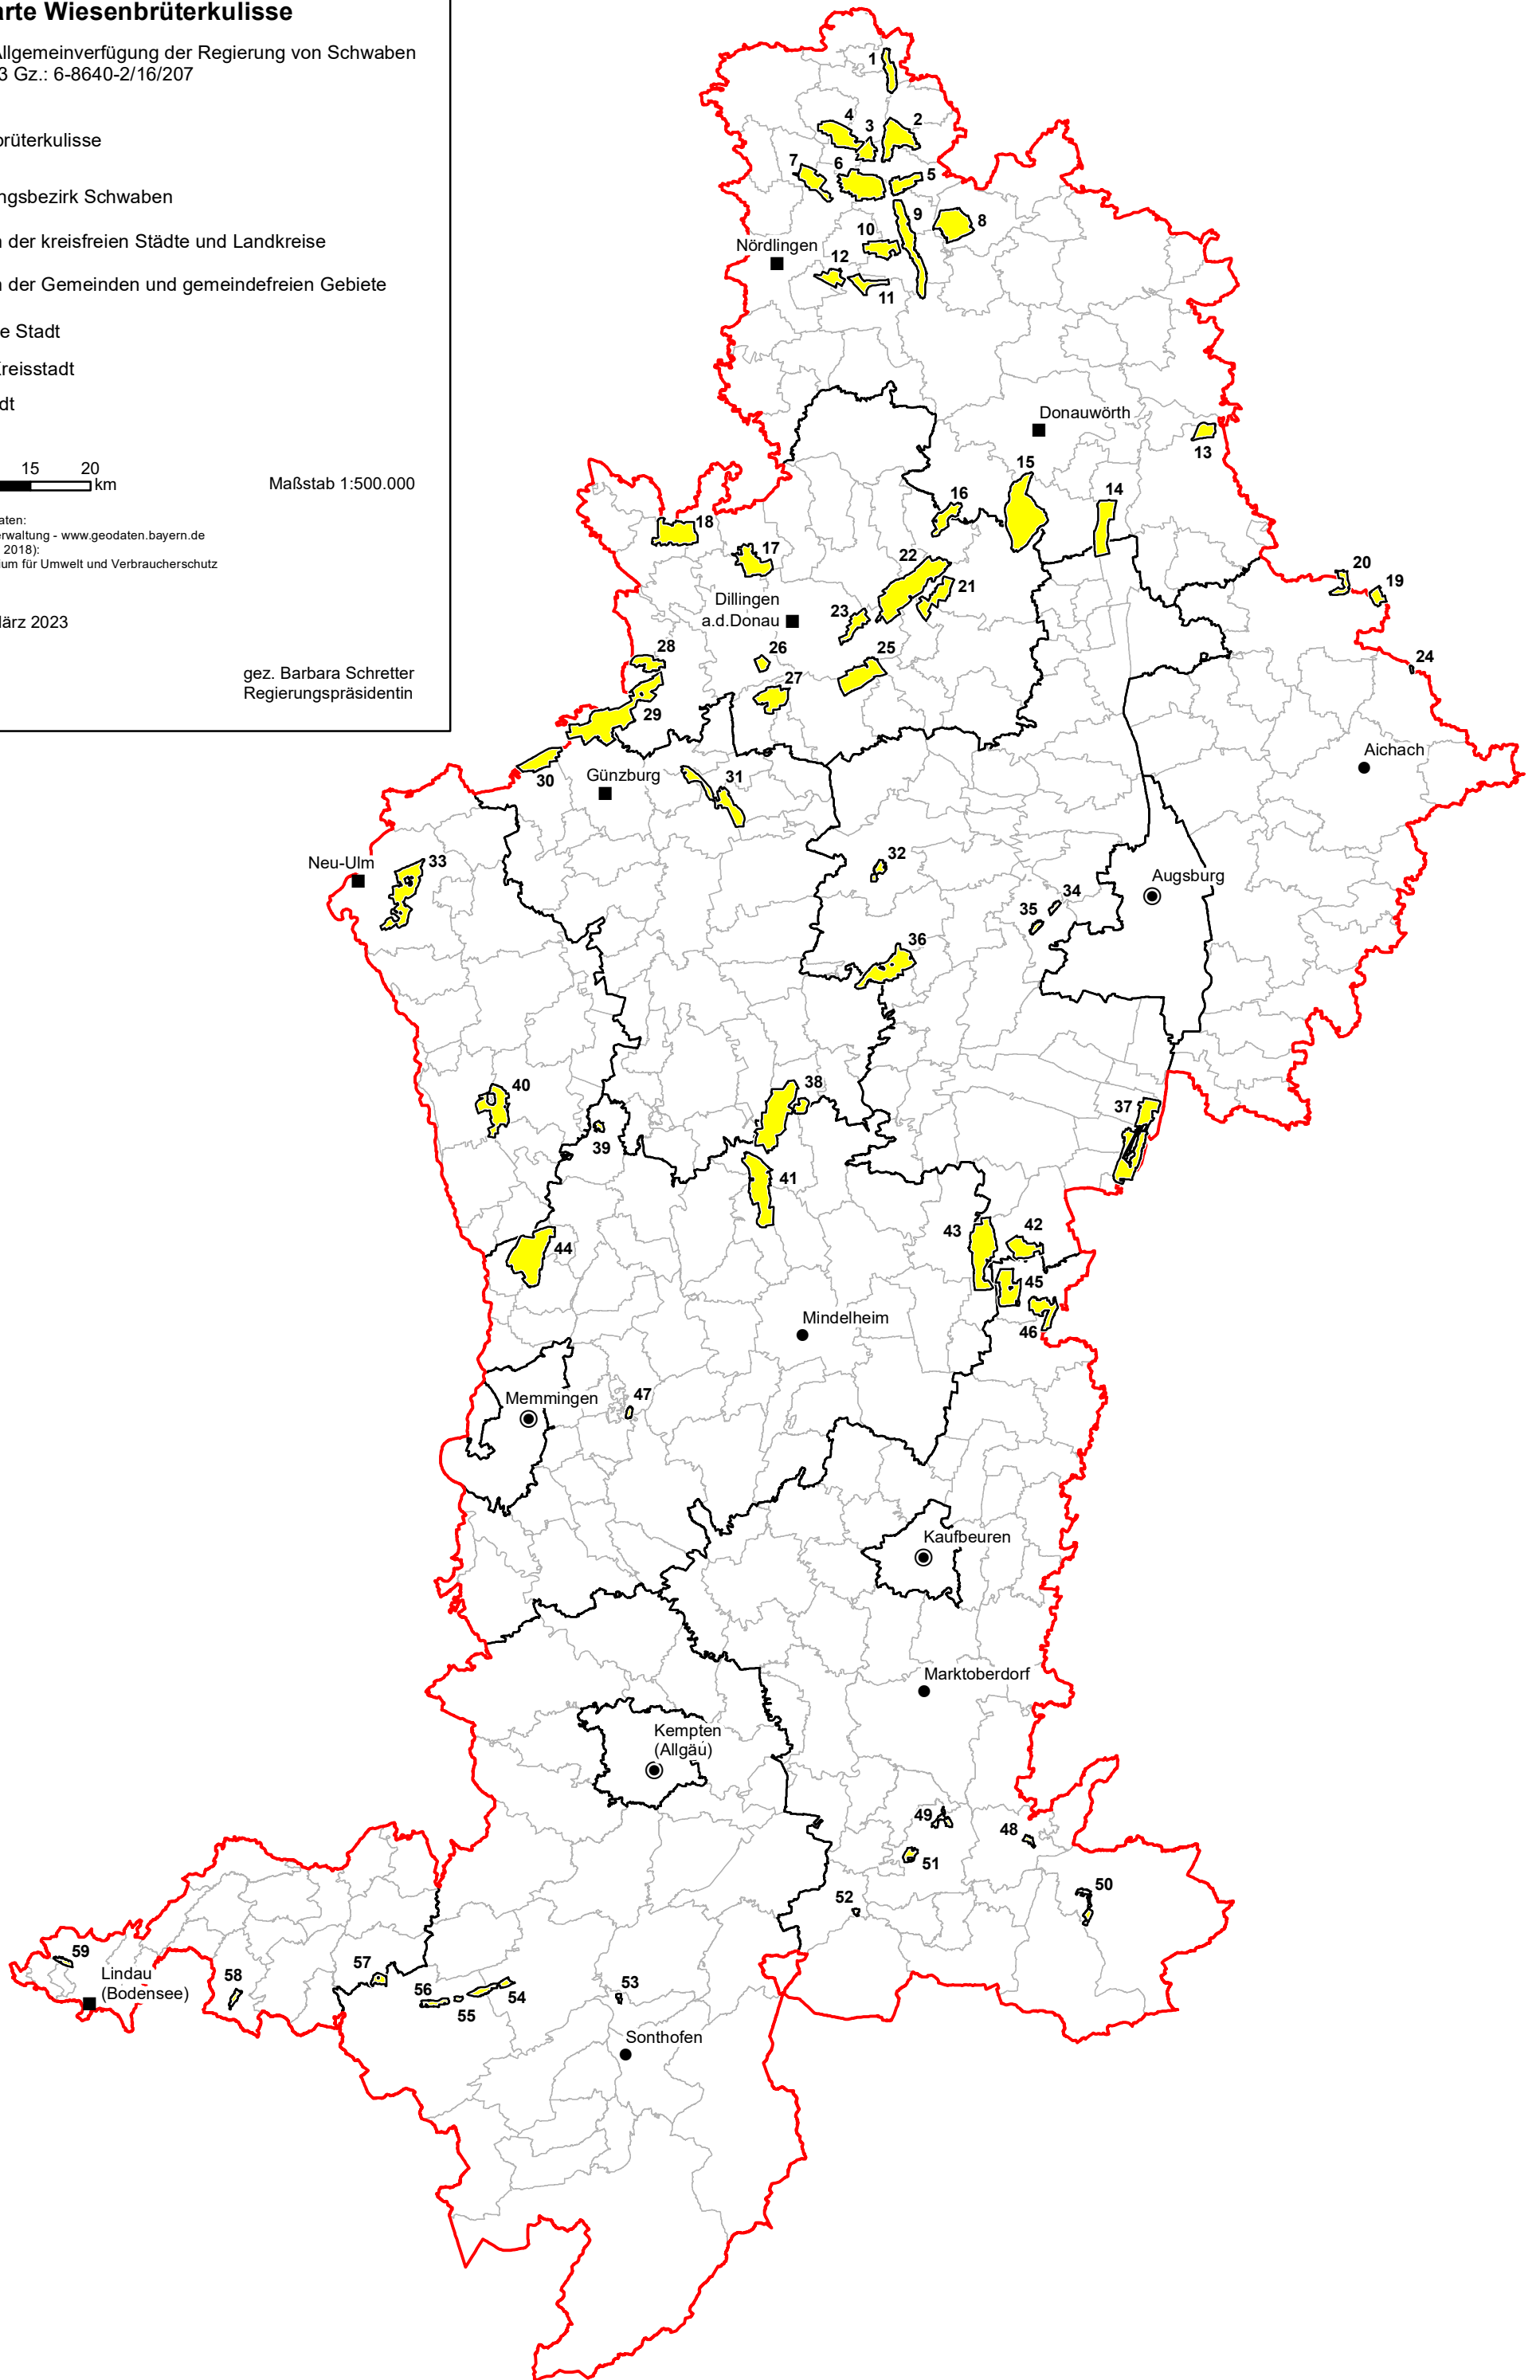 arte Wiesenbrüterkulisse
Allgemeinverfügung der Regierung von Schwaben
3 Gz.: 6-8640-2/16/207
brüterkulisse
ngsbezirk Schwaben
n der kreisfreien Städte und Landkreise
n der Gemeinden und gemeindefreien Gebiete
e Stadt
Kreisstadt
dt
15 20
km
Maßstab 1:500.000
aten:
erwaltung - www.geodaten.bayern.de
2018):
ium für Umwelt und Verbraucherschutz
März 2023
gez. Barbara Schretter
Regierungspräsidentin
1
2
3
4
5
6
7
8
9
10
11
12
Nördlingen
Donauwörth
13
14
15
16
17
18
19
20
21
22
23
Dillingen
a.d.Donau
24
25
26
27
28
29
30
31
Günzburg
Aichach
Neu-Ulm
32
33
34
35
Augsburg
36
37
38
39
40
41
42
43
44
45
46
Mindelheim
47
Memmingen
Kaufbeuren
Marktoberdorf
Kempten
(Allgäu)
48
49
50
51
52
53
54
55
56
57
58
59
Lindau
(Bodensee)
Sonthofen